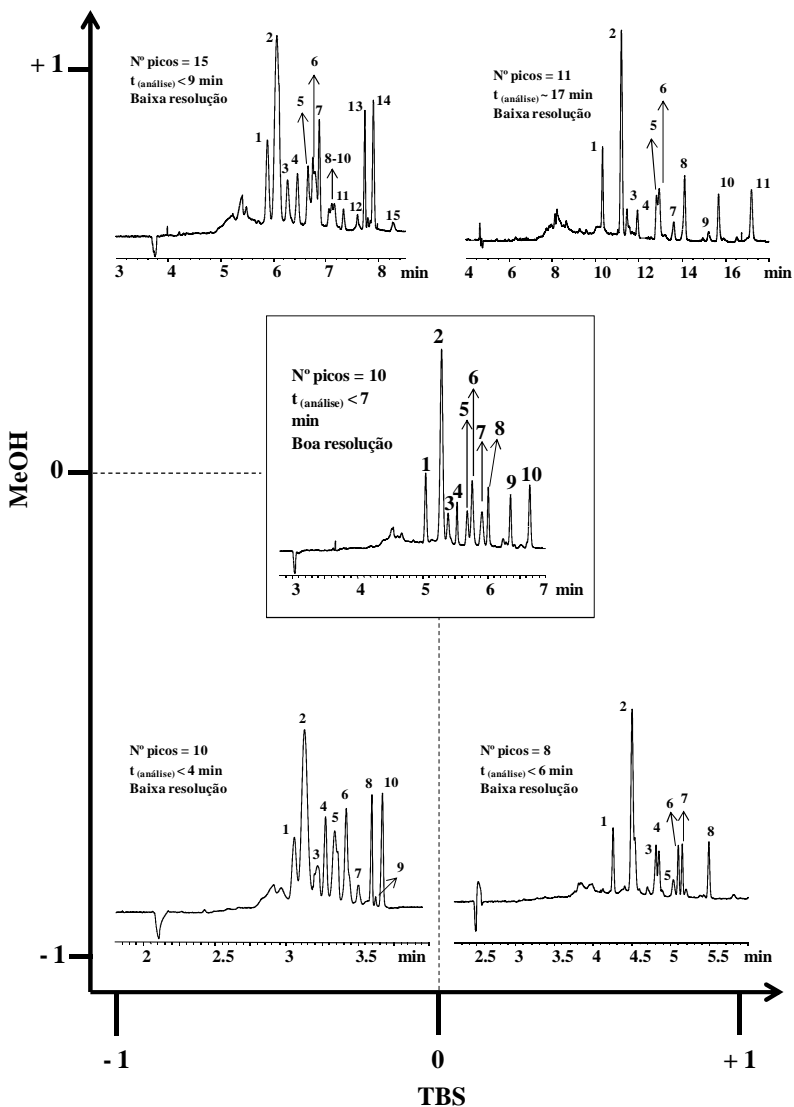 +1
Nº picos = 15
t (análise) < 9 min
Baixa resolução
1
2
3
4
5
6
7
8-10
11
12
13
14
15
3 4 5 6 7 8 min
Nº picos = 11
t (análise) ~ 17 min
Baixa resolução
1
2
3
4
5
6
7
8
9
10
11
4 6 8 10 12 14 16 min
MeOH
0
Nº picos = 10
t (análise) < 7
min
Boa resolução
1
2
3
4
5
6
7
8
9
10
3 4 5 6 7 min
-1
Nº picos = 10
t (análise) < 4 min
Baixa resolução
1
2
3
4
5
6
7
8
9
10
2 2.5 3 3.5 min
Nº picos = 8
t (análise) < 6 min
Baixa resolução
1
2
3
4
5
6
7
8
2.5 3 3.5 4 4.5 5 5.5 min
-1 0 +1
TBS